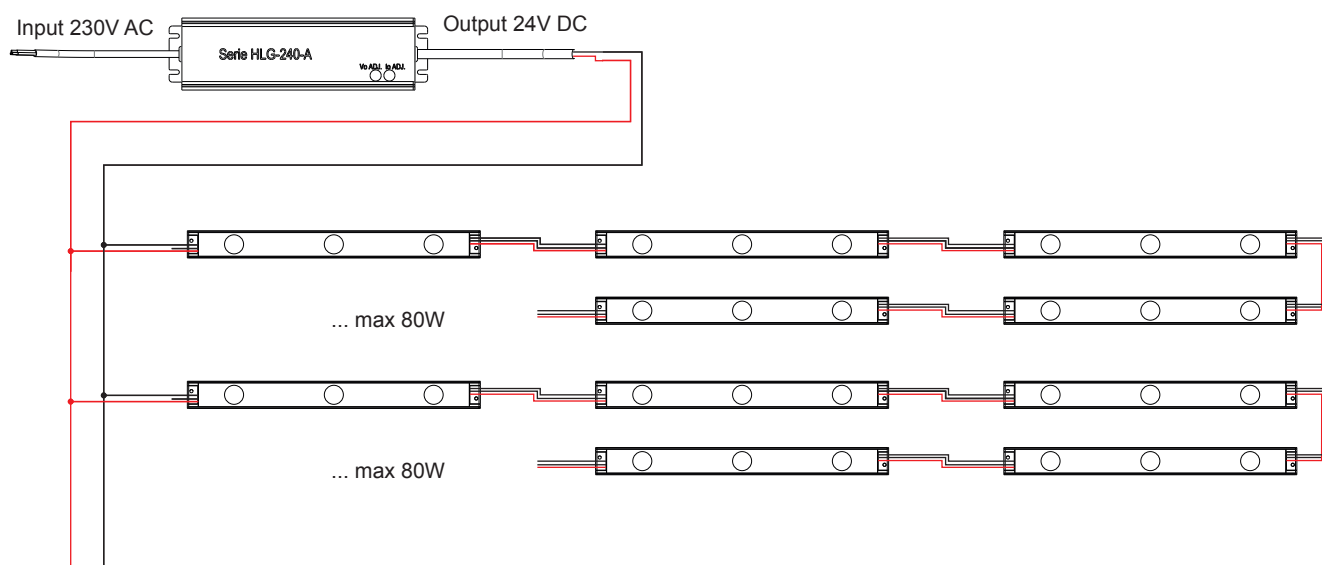 Input 230V AC
Output 24V DC
Serie HLG-240-A
Vo ADJ. Io ADJ.
... max 80W
... max 80W